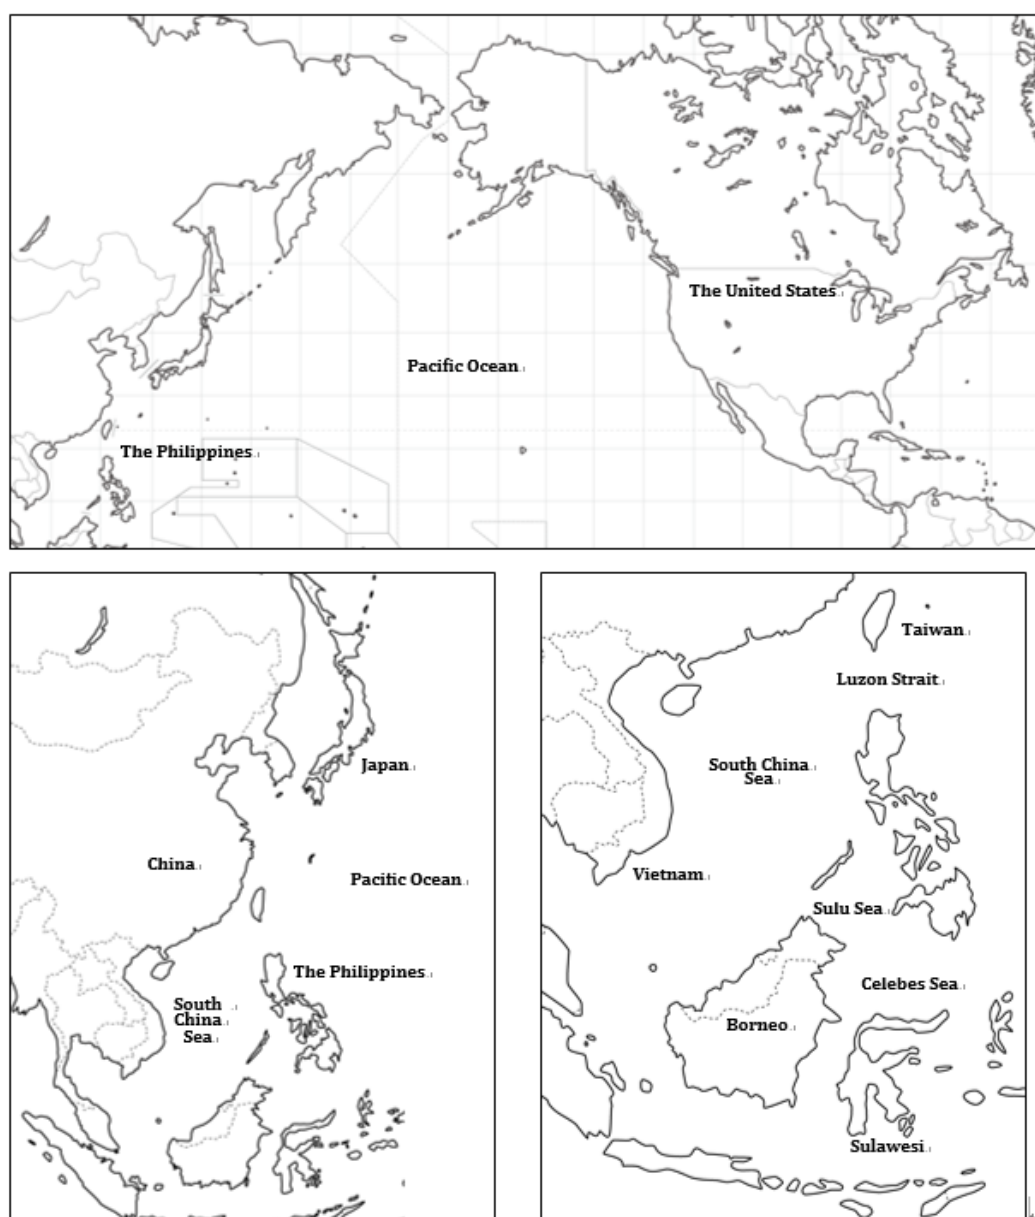 The United States
Pacific Ocean
The Philippines
Japan
China
Pacific Ocean
The Philippines
South
China
Sea
Taiwan
Luzon Strait
South China
Sea
Vietnam
Sulu Sea
Celebes Sea
Borneo
Sulawesi